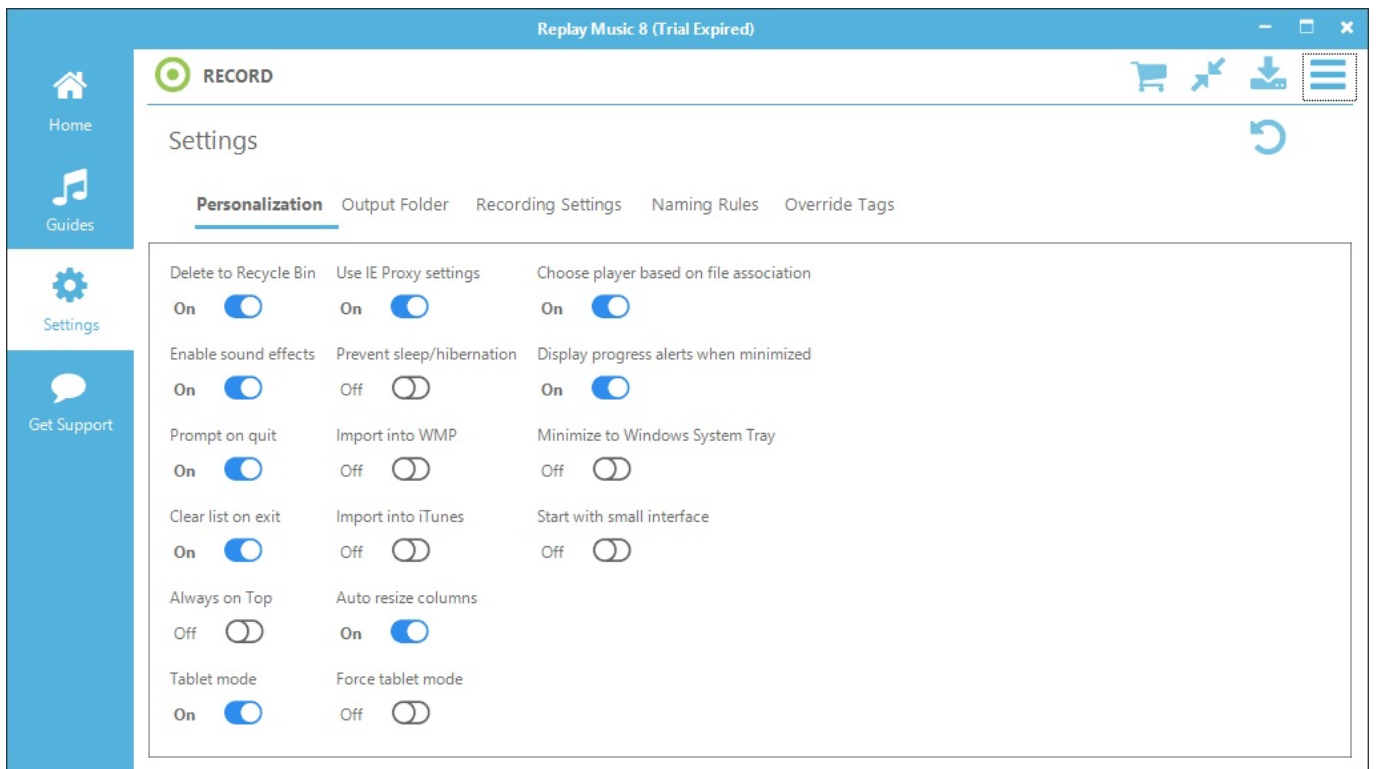 Replay Music 8 (Trial Expired)
RECORD
Home
Guides
Settings
Get Support
Settings
Personalization Output Folder Recording Settings Naming Rules Override Tags
Delete to Recycle Bin Use IE Proxy settings Choose player based on file association
On On On
Enable sound effects Prevent sleep/hibernation Display progress alerts when minimized
On Off On
Prompt on quit Import into WMP Minimize to Windows System Tray
On Off Off
Clear list on exit Import into iTunes Start with small interface
On Off Off
Always on Top Auto resize columns
Off On
Tablet mode Force tablet mode
On Off